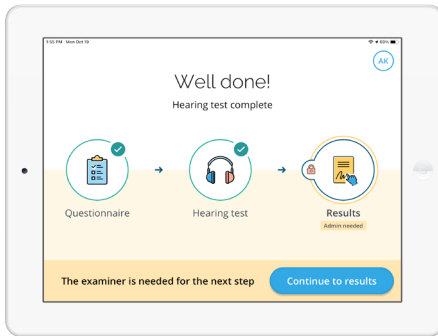 Mon Oct 19
AK
Well done!
Hearing test complete
Questionnaire
Hearing test
Results
Admin needed
The examiner is needed for the next step
Continue to results